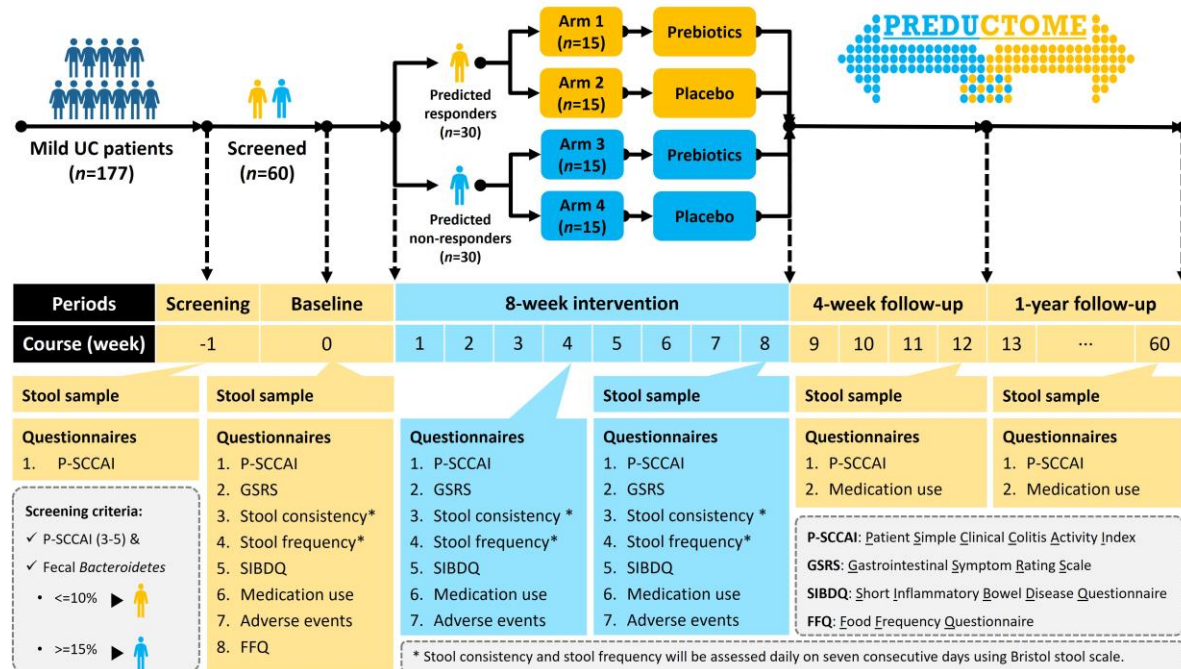 PREDUCTOME
Mild UC patients
(n=177)
Screened
(n=60)
Predicted
responders
(n=30)
Predicted
non-responders
(n=30)
Arm 1
(n=15)
Prebiotics
Arm 2
(n=15)
Placebo
Arm 3
(n=15)
Prebiotics
Arm 4
(n=15)
Placebo
Periods Screening Baseline 8-week intervention 4-week follow-up 1-year follow-up
Course (week) -1 0 1 2 3 4 5 6 7 8 9 10 11 12 13 ... 60
Stool sample
Questionnaires
1. P-SCCAI
Screening criteria:
✓ P-SCCAI (3-5) &
✓ Fecal Bacteroidetes
• <=10%
• >=15%
Stool sample
Questionnaires
1. P-SCCAI
2. GSRS
3. Stool consistency*
4. Stool frequency*
5. SIBDQ
6. Medication use
7. Adverse events
8. FFQ
Questionnaires
1. P-SCCAI
2. GSRS
3. Stool consistency *
4. Stool frequency*
5. SIBDQ
6. Medication use
7. Adverse events
Stool sample
Questionnaires
1. P-SCCAI
2. GSRS
3. Stool consistency *
4. Stool frequency*
5. SIBDQ
6. Medication use
7. Adverse events
Stool sample
Questionnaires
1. P-SCCAI
2. Medication use
Stool sample
Questionnaires
1. P-SCCAI
2. Medication use
P-SCCAI: Patient Simple Clinical Colitis Activity Index
GSRS: Gastrointestinal Symptom Rating Scale
SIBDQ: Short Inflammatory Bowel Disease Questionnaire
FFQ: Food Frequency Questionnaire
* Stool consistency and stool frequency will be assessed daily on seven consecutive days using Bristol stool scale.